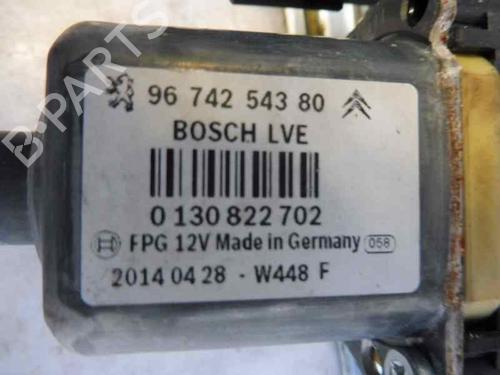 B-PARTS
96 742 543 80
BOSCH LVE
0 130 822 702
FPG 12V Made in Germany 058
2014 04 28 - W448 F